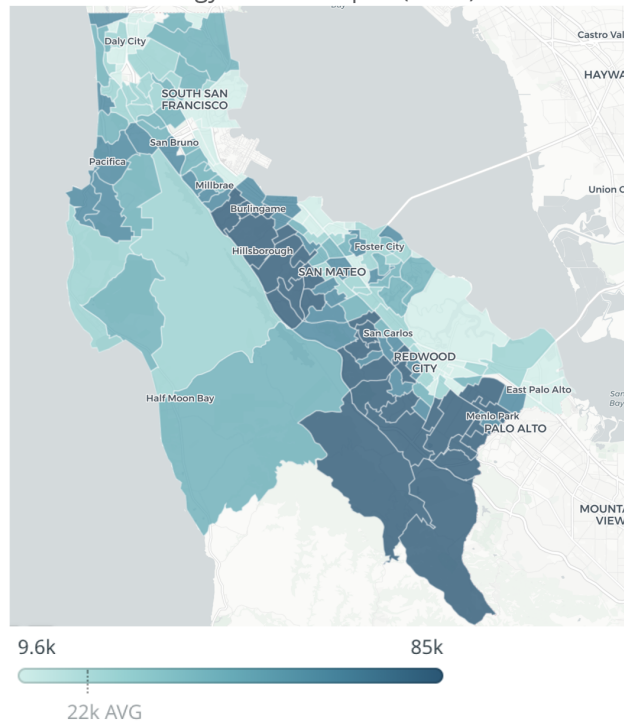 Daly City
Castro Val
HAYWA
SOUTH SAN
FRANCISCO
San Bruno
Pacifica
Millbrae
Union C
Burlingame
Foster City
Hillsborough
SAN MATEO
San Carlos
REDWOOD
CITY
East Palo Alto
Half Moon Bay
San
Bay
Menlo Park
PALO ALTO
MOUNTA
VIEW
9.6k
85k
22k AVG